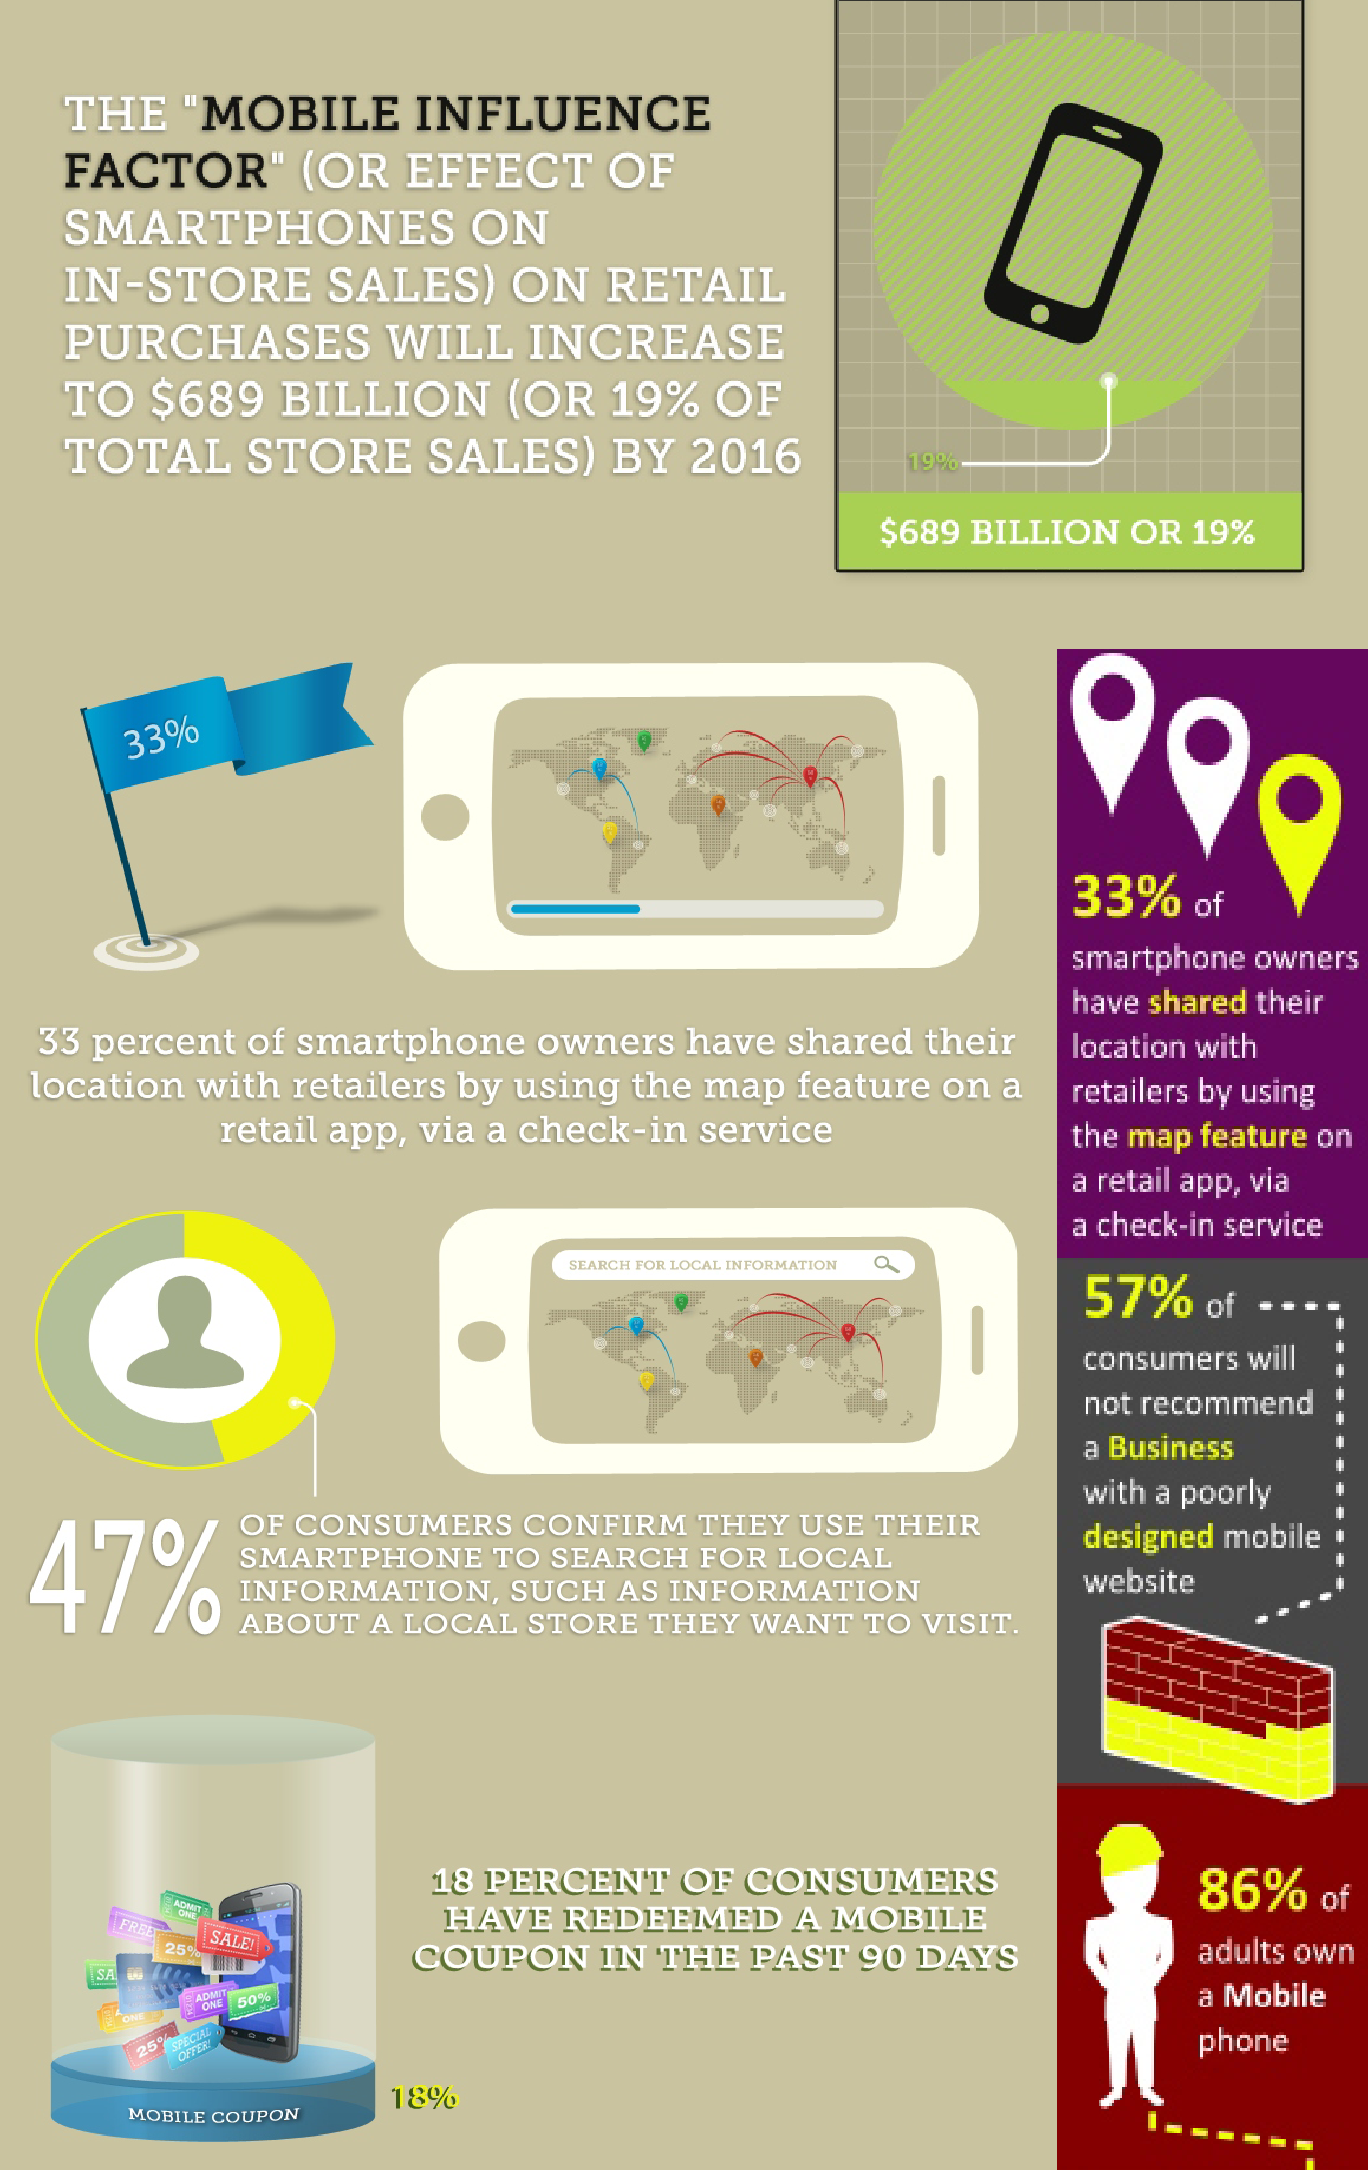 THE "MOBILE INFLUENCE
FACTOR" (OR EFFECT OF
SMARTPHONES ON
IN-STORE SALES) ON RETAIL
PURCHASES WILL INCREASE
TO $689 BILLION (OR 19% OF
TOTAL STORE SALES) BY 2016
19%
$689 BILLION OR 19%
33%
33 percent of smartphone owners have shared their
location with retailers by using the map feature on a
retail app, via a check-in service
SEARCH FOR LOCAL INFORMATION
47%
OF CONSUMERS CONFIRM THEY USE THEIR
SMARTPHONE TO SEARCH FOR LOCAL
INFORMATION, SUCH AS INFORMATION
ABOUT A LOCAL STORE THEY WANT TO VISIT.
ADMIT
ONE
FREE
SALE!
25%
SA
ADMIT
ONE
50%
ONE
25%
SPECIAL
OFFER!
MOBILE COUPON
18%
18 PERCENT OF CONSUMERS
HAVE REDEEMED A MOBILE
COUPON IN THE PAST 90 DAYS
33% of
smartphone owners
have shared their
location with
retailers by using
the map feature on
a retail app, via
a check-in service
57% of
consumers will
not recommend
a Business
with a poorly
designed mobile
website
86% of
adults own
a Mobile
phone